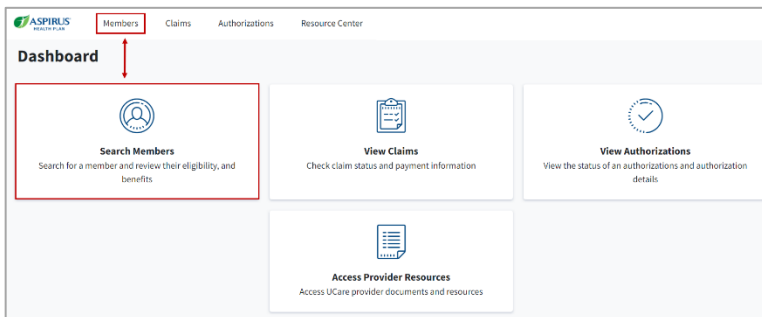 ASPIRUS
HEALTH PLAN
Members
Claims
Authorizations
Resource Center
Dashboard
Search Members
Search for a member and review their eligibility, and
benefits
View Claims
Check claim status and payment information
View Authorizations
View the status of an authorizations and authorization
details
Access Provider Resources
Access UCare provider documents and resources